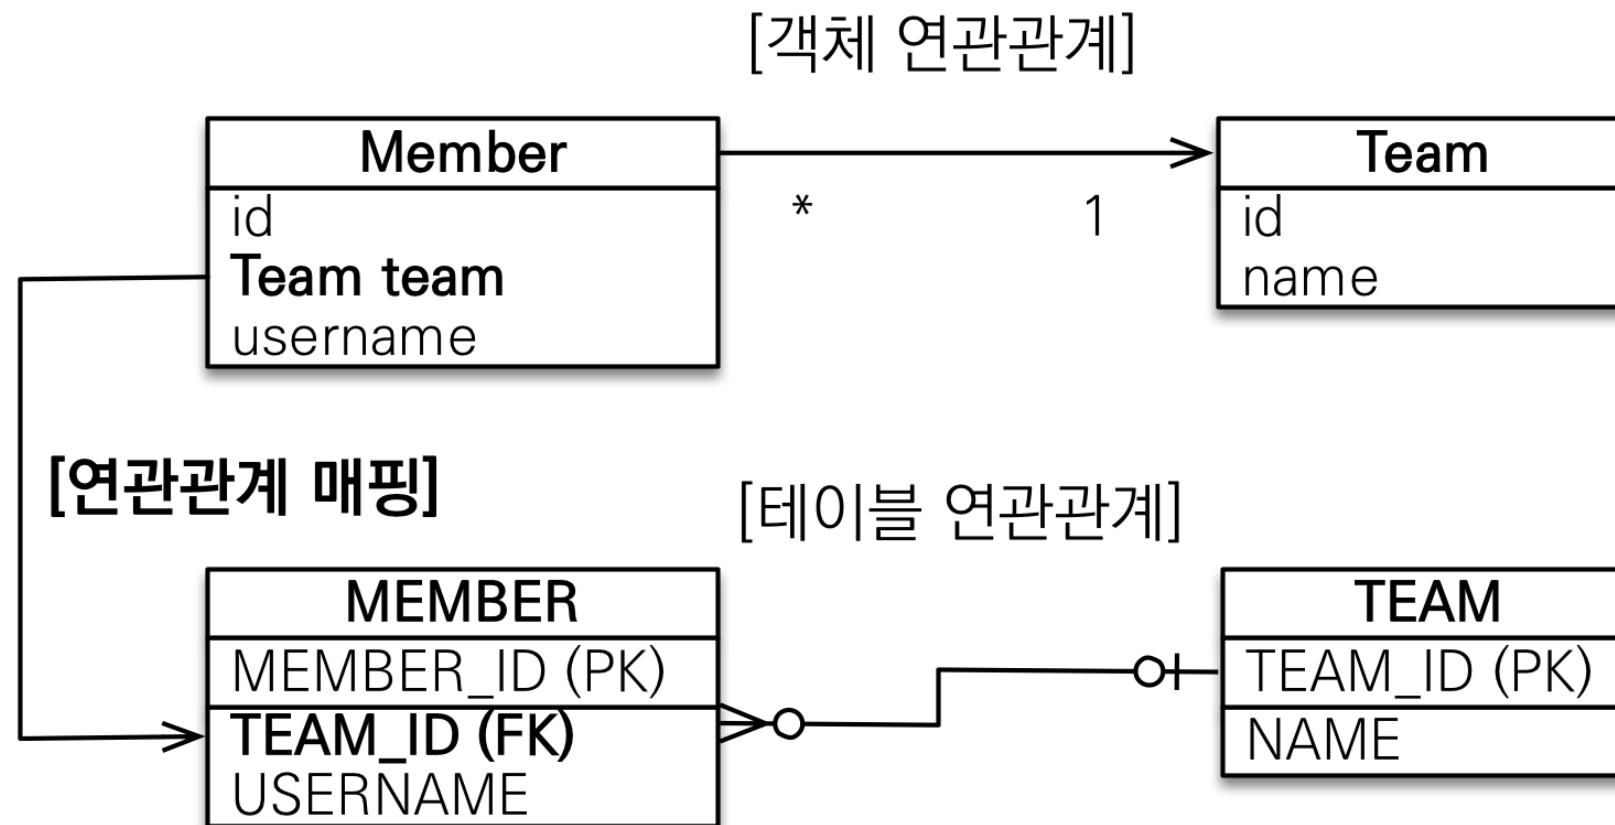 [객체 연관관계]
Member
id
Team team
username
*
1
Team
id
name
[연관관계 매핑]
[테이블 연관관계]
MEMBER
MEMBER_ID (PK)
TEAM_ID (FK)
USERNAME
TEAM
TEAM_ID (PK)
NAME